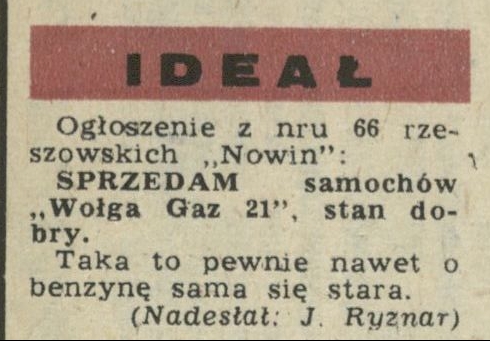 IDEAŁ
Ogłoszenie z nru 66 rze-
szowskich „Nowin”:
SPRZEDAM samochów
„Wołga Gaz 21”, stan do-
bry.
Taka to pewnie nawet o
benzynę sama się stara.
(Nadesłał: J. Ryznar)